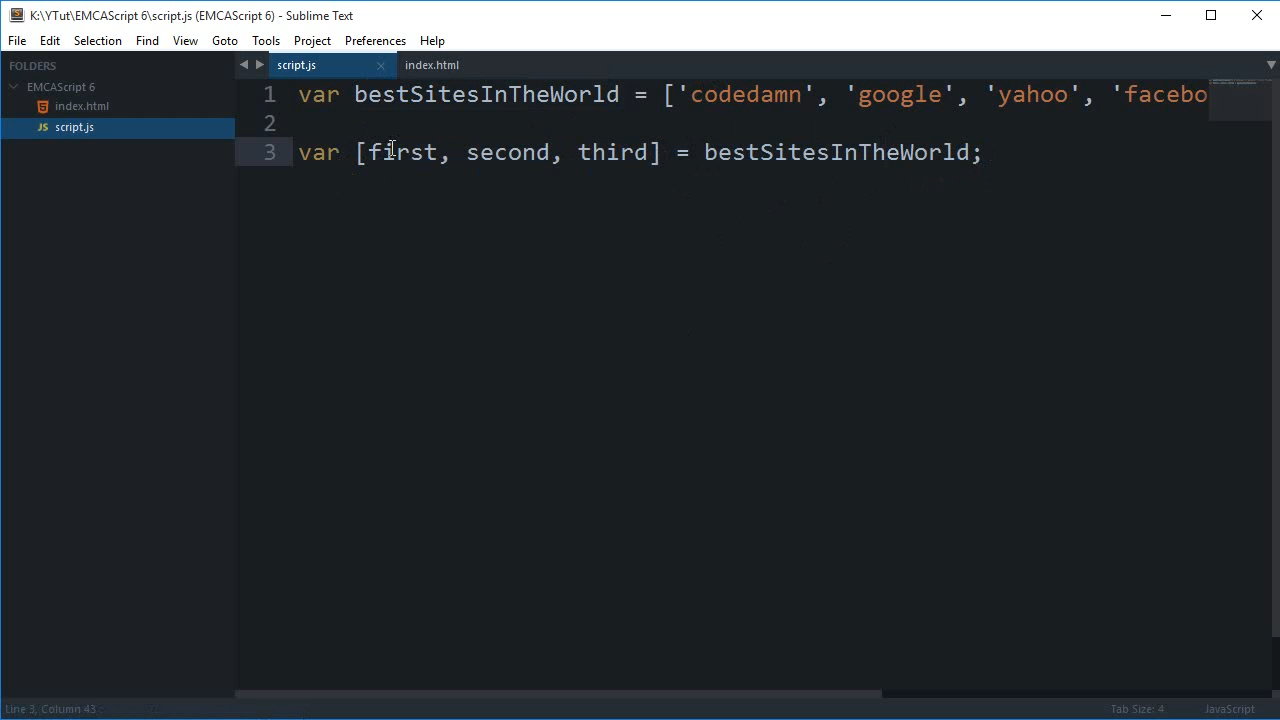 K:\YTut\EMCAScript 6\script.js (EMCAScript 6) - Sublime Text
File Edit Selection Find View Goto Tools Project Preferences Help
FOLDERS
EMCAScript 6
index.html
JS script.js
script.js index.html
1 var bestSitesInTheWorld = ['codedamn', 'google', 'yahoo', 'facebo
2
3 var [first, second, third] = bestSitesInTheWorld;
Line 3, Column 43 Tab Size: 4 JavaScript